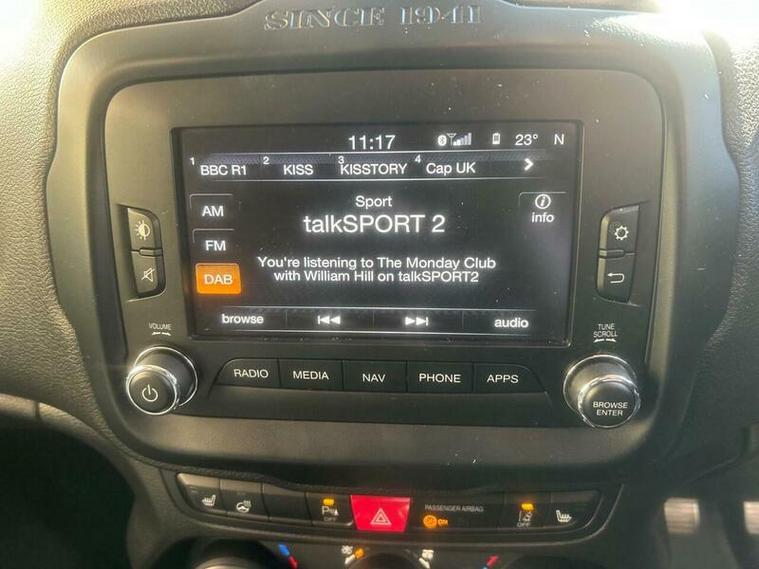 SINCE 1941
11:17 23° N
1 BBC R1 2 KISS 3 KISSTORY 4 Cap UK
AM
Sport
talkSPORT 2
info
FM
DAB
You're listening to The Monday Club
with William Hill on talkSPORT2
browse audio
VOLUME
TUNE
SCROLL
RADIO MEDIA NAV PHONE APPS
BROWSE
ENTER
OFF
PASSENGER AIRBAG
OFF